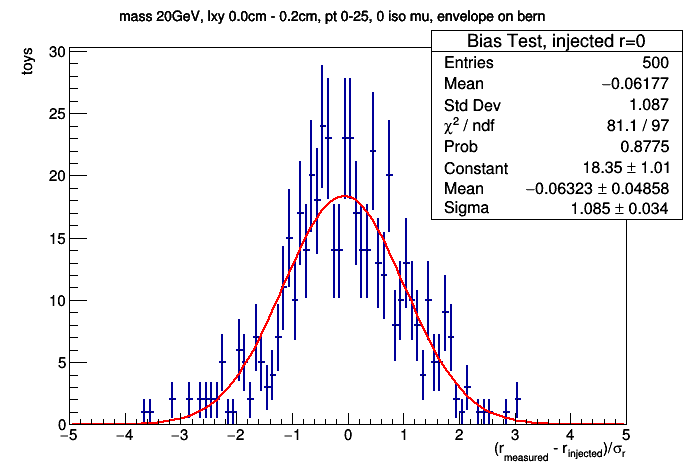 mass 20GeV, lxy 0.0cm - 0.2cm, pt 0-25, 0 iso mu, envelope on bern
toys
Bias Test, injected r=0
Entries 500
Mean −0.06177
Std Dev 1.087
χ² / ndf 81.1 / 97
Prob 0.8775
Constant 18.35 ± 1.01
Mean −0.06323 ± 0.04858
Sigma 1.085 ± 0.034
30
25
20
15
10
5
0
−5 −4 −3 −2 −1 0 1 2 3 4 5
(r_measured - r_injected)/σ_r